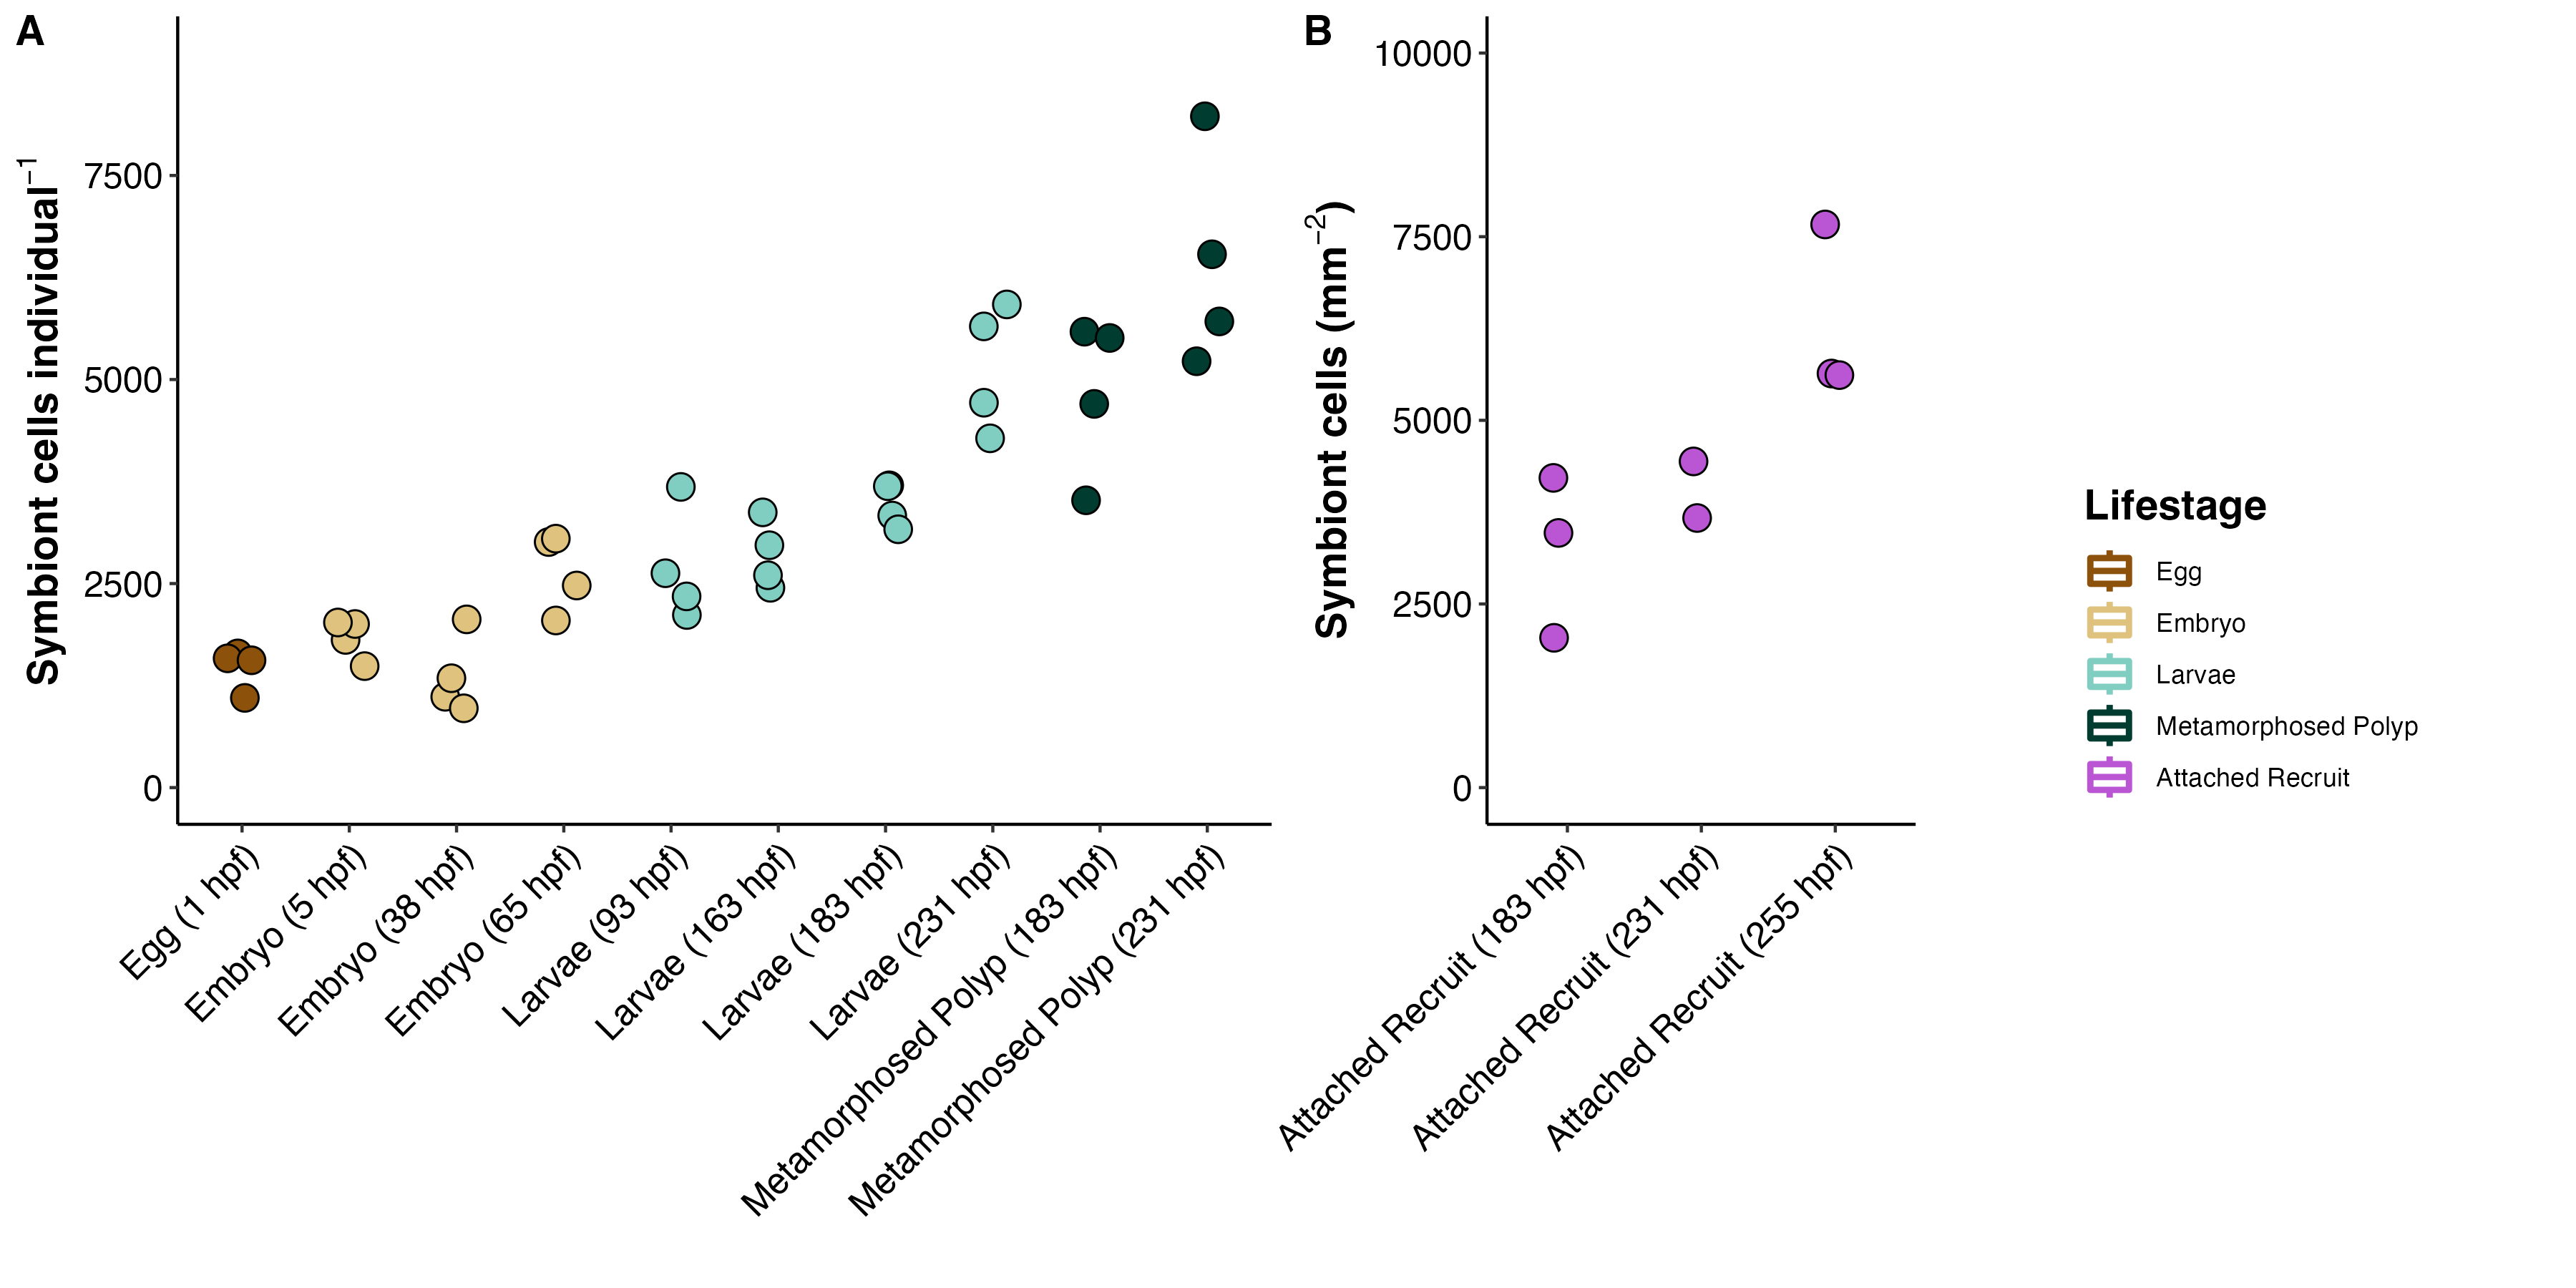 A
Symbiont cells individual⁻¹
7500
5000
2500
0
Egg (1 hpf)
Embryo (5 hpf)
Embryo (38 hpf)
Embryo (65 hpf)
Larvae (93 hpf)
Larvae (163 hpf)
Larvae (183 hpf)
Larvae (231 hpf)
Metamorphosed Polyp (183 hpf)
Metamorphosed Polyp (231 hpf)
B
Symbiont cells (mm⁻²)
10000
7500
5000
2500
0
Attached Recruit (183 hpf)
Attached Recruit (231 hpf)
Attached Recruit (255 hpf)
Lifestage
Egg
Embryo
Larvae
Metamorphosed Polyp
Attached Recruit